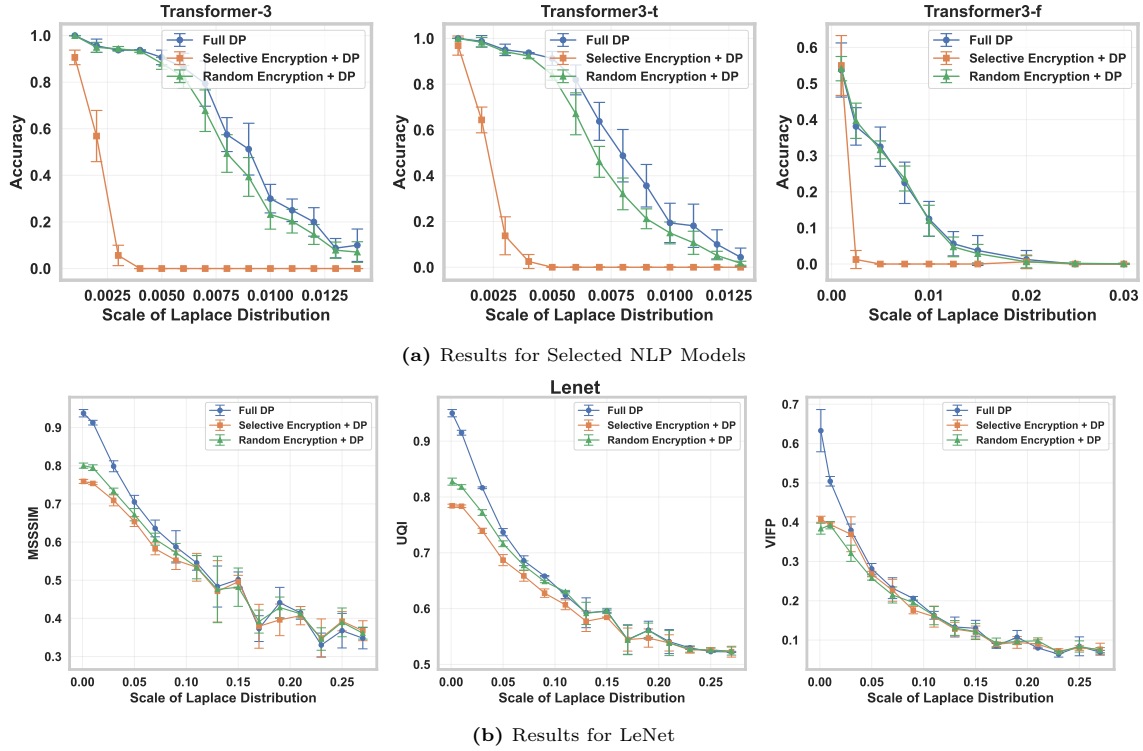 Transformer-3
Transformer3-t
Transformer3-f
Full DP
Selective Encryption + DP
Random Encryption + DP
Full DP
Selective Encryption + DP
Random Encryption + DP
Full DP
Selective Encryption + DP
Random Encryption + DP
Accuracy
1.0
0.8
0.6
0.4
0.2
0.0
0.0025 0.0050 0.0075 0.0100 0.0125
Scale of Laplace Distribution
Accuracy
1.0
0.8
0.6
0.4
0.2
0.0
0.0025 0.0050 0.0075 0.0100 0.0125
Scale of Laplace Distribution
Accuracy
0.6
0.5
0.4
0.3
0.2
0.1
0.0
0.00 0.01 0.02 0.03
Scale of Laplace Distribution
(a) Results for Selected NLP Models
Lenet
Full DP
Selective Encryption + DP
Random Encryption + DP
Full DP
Selective Encryption + DP
Random Encryption + DP
Full DP
Selective Encryption + DP
Random Encryption + DP
MSSSIM
0.9
0.8
0.7
0.6
0.5
0.4
0.3
0.00 0.05 0.10 0.15 0.20 0.25
Scale of Laplace Distribution
UQI
0.9
0.8
0.7
0.6
0.5
0.00 0.05 0.10 0.15 0.20 0.25
Scale of Laplace Distribution
VIFP
0.7
0.6
0.5
0.4
0.3
0.2
0.1
0.00 0.05 0.10 0.15 0.20 0.25
Scale of Laplace Distribution
(b) Results for LeNet